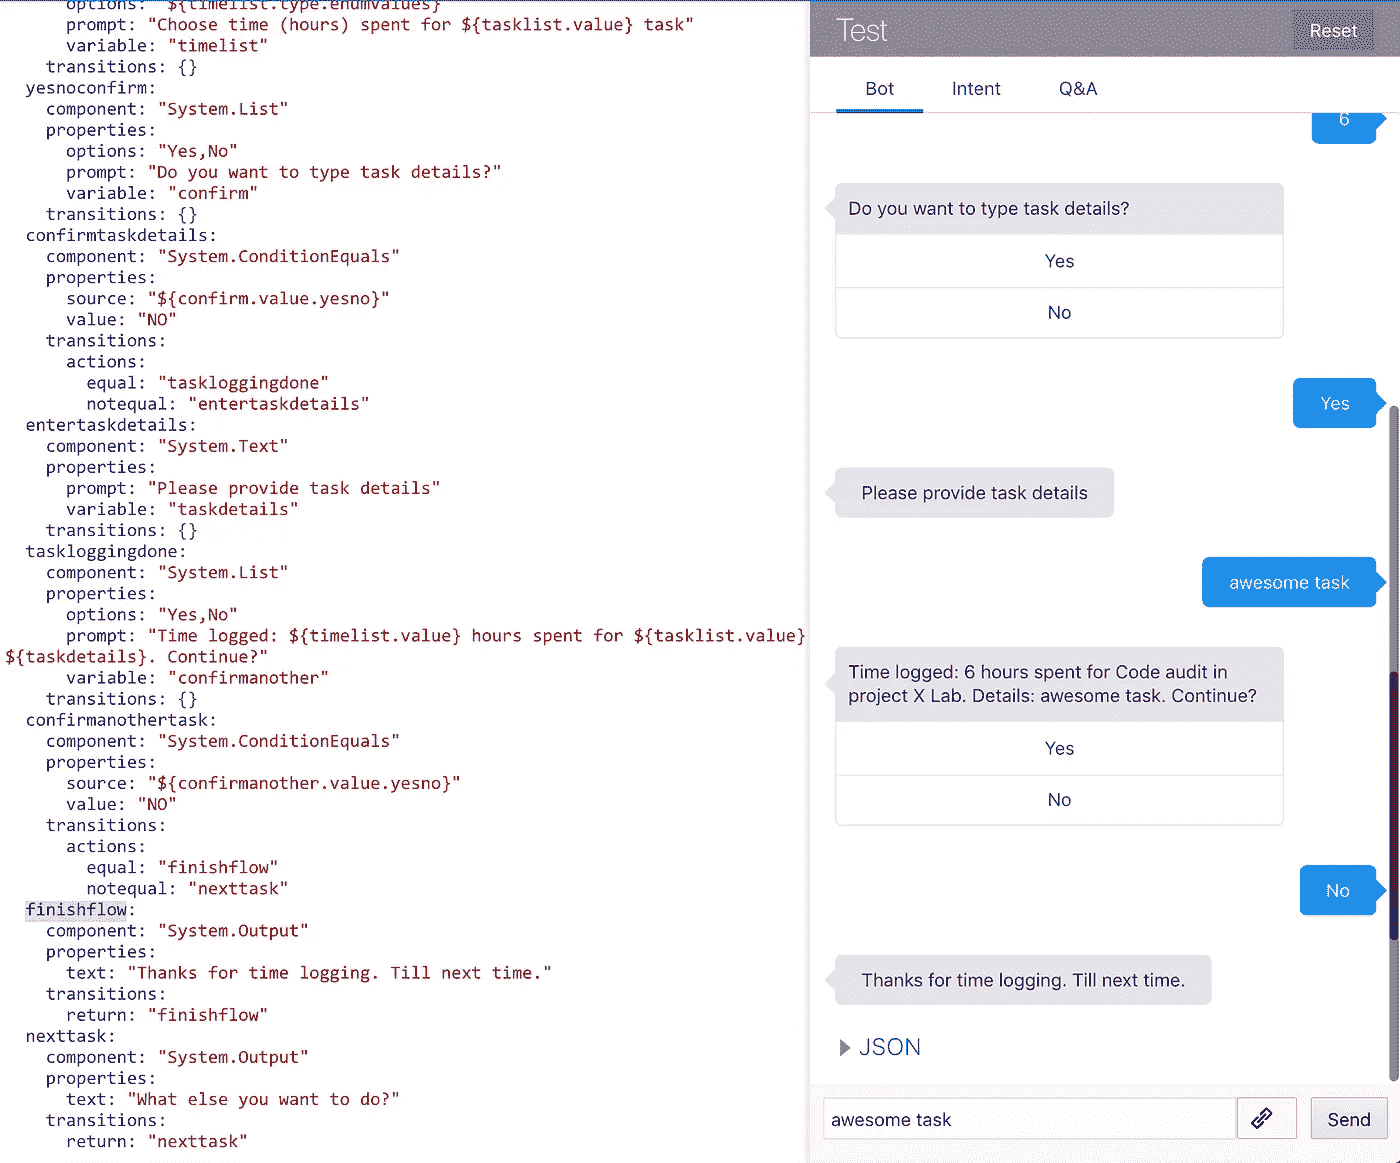 options: "${timelist.type.enumValues}"
prompt: "Choose time (hours) spent for ${tasklist.value} task"
variable: "timelist"
transitions: {}
yesnoconfirm:
component: "System.List"
properties:
options: "Yes,No"
prompt: "Do you want to type task details?"
variable: "confirm"
transitions: {}
confirmtaskdetails:
component: "System.ConditionEquals"
properties:
source: "${confirm.value.yesno}"
value: "NO"
transitions:
actions:
equal: "taskloggingdone"
notequal: "entertaskdetails"
entertaskdetails:
component: "System.Text"
properties:
prompt: "Please provide task details"
variable: "taskdetails"
transitions: {}
taskloggingdone:
component: "System.List"
properties:
options: "Yes,No"
prompt: "Time logged: ${timelist.value} hours spent for ${tasklist.value}
${taskdetails}. Continue?"
variable: "confirmanother"
transitions: {}
confirmanothertask:
component: "System.ConditionEquals"
properties:
source: "${confirmanother.value.yesno}"
value: "NO"
transitions:
actions:
equal: "finishflow"
notequal: "nexttask"
finishflow:
component: "System.Output"
properties:
text: "Thanks for time logging. Till next time."
transitions:
return: "finishflow"
nexttask:
component: "System.Output"
properties:
text: "What else you want to do?"
transitions:
return: "nexttask"
Test
Reset
Bot Intent Q&A
6
Do you want to type task details?
Yes
No
Yes
Please provide task details
awesome task
Time logged: 6 hours spent for Code audit in
project X Lab. Details: awesome task. Continue?
Yes
No
No
Thanks for time logging. Till next time.
JSON
awesome task
Send